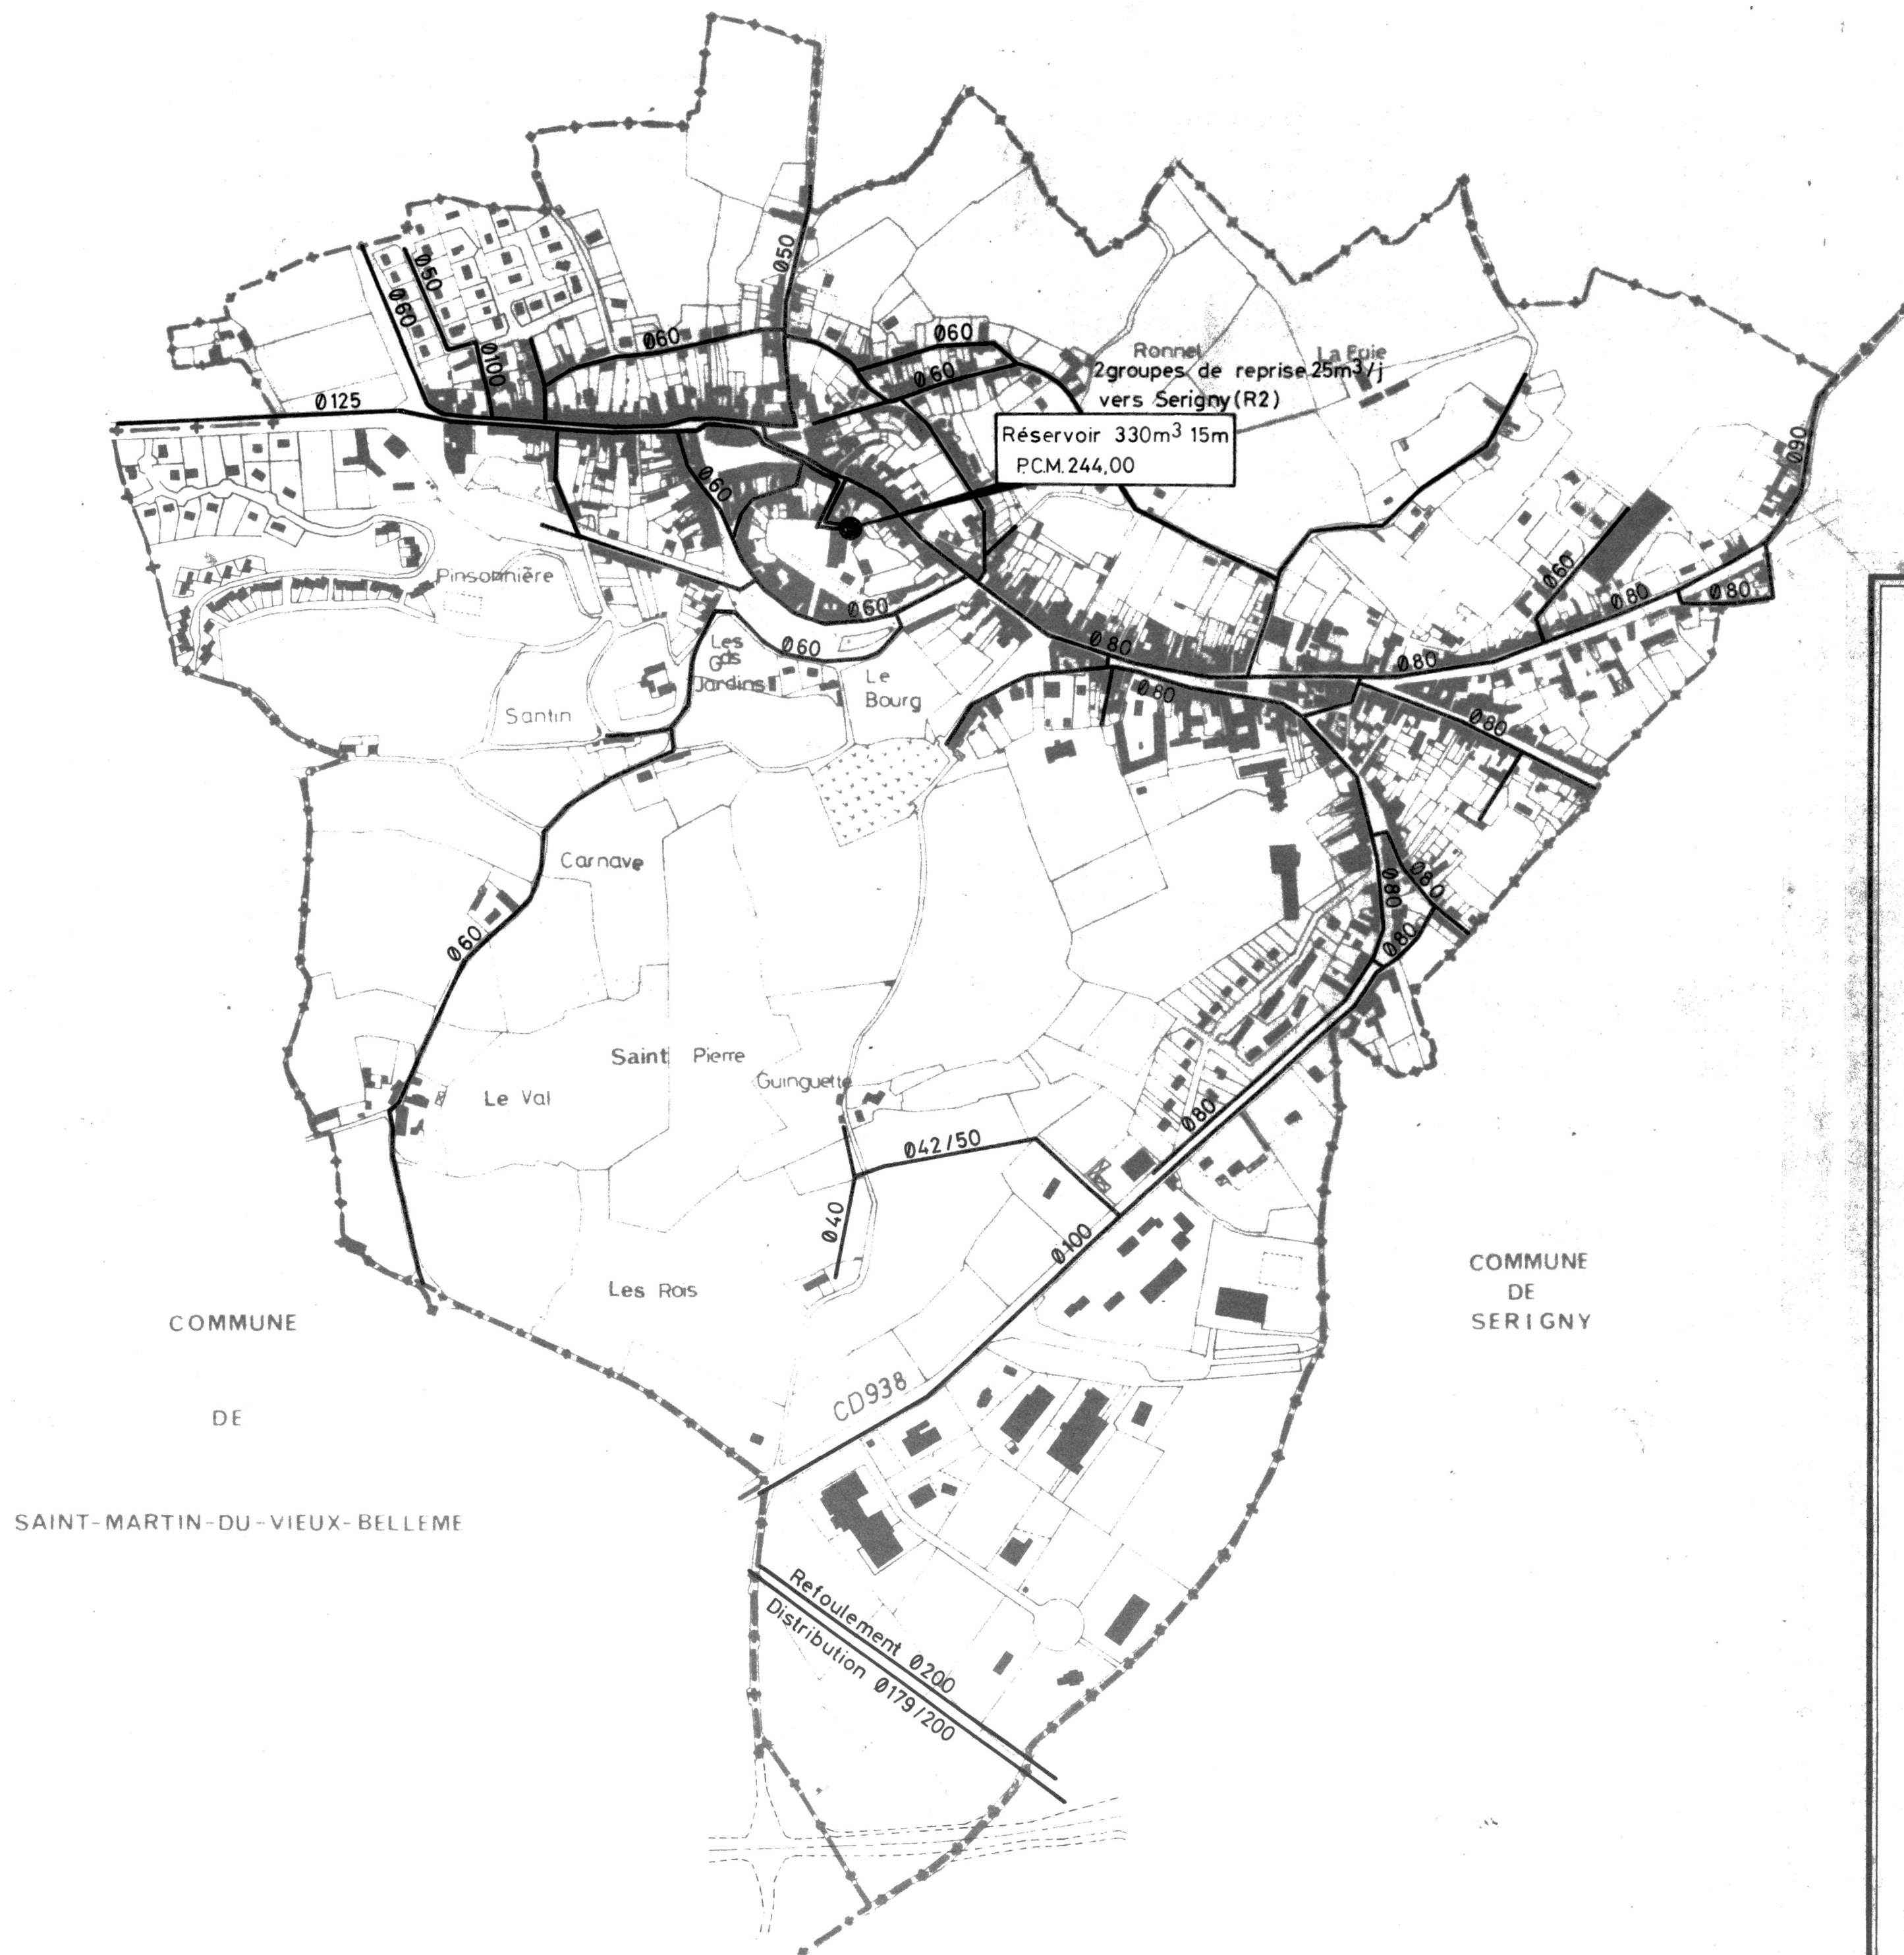 Ø50
Ø50
Ø60
Ø100
Ø60
Ø60
Ø60
Ronnel
La Fuie
2groupes de reprise 25m³/j
vers Serigny(R2)
Ø125
Réservoir 330m³ 15m
P.C.M.244,00
Ø60
Ø90
Pinsonnière
Ø60
Ø60
Ø80
Ø80
Ø60
Ø60
Les
Gds
Jardins
Le
Bourg
Ø80
Ø80
Ø80
Ø80
Santin
Carnave
Ø80
Ø80
Ø80
Ø60
Saint Pierre
Guinguette
Le Val
Ø80
Ø42/50
Ø40
Ø100
Les Rois
COMMUNE
DE
SERIGNY
COMMUNE
DE
SAINT-MARTIN-DU-VIEUX-BELLEME
CD938
Refoulement Ø200
Distribution Ø179/200